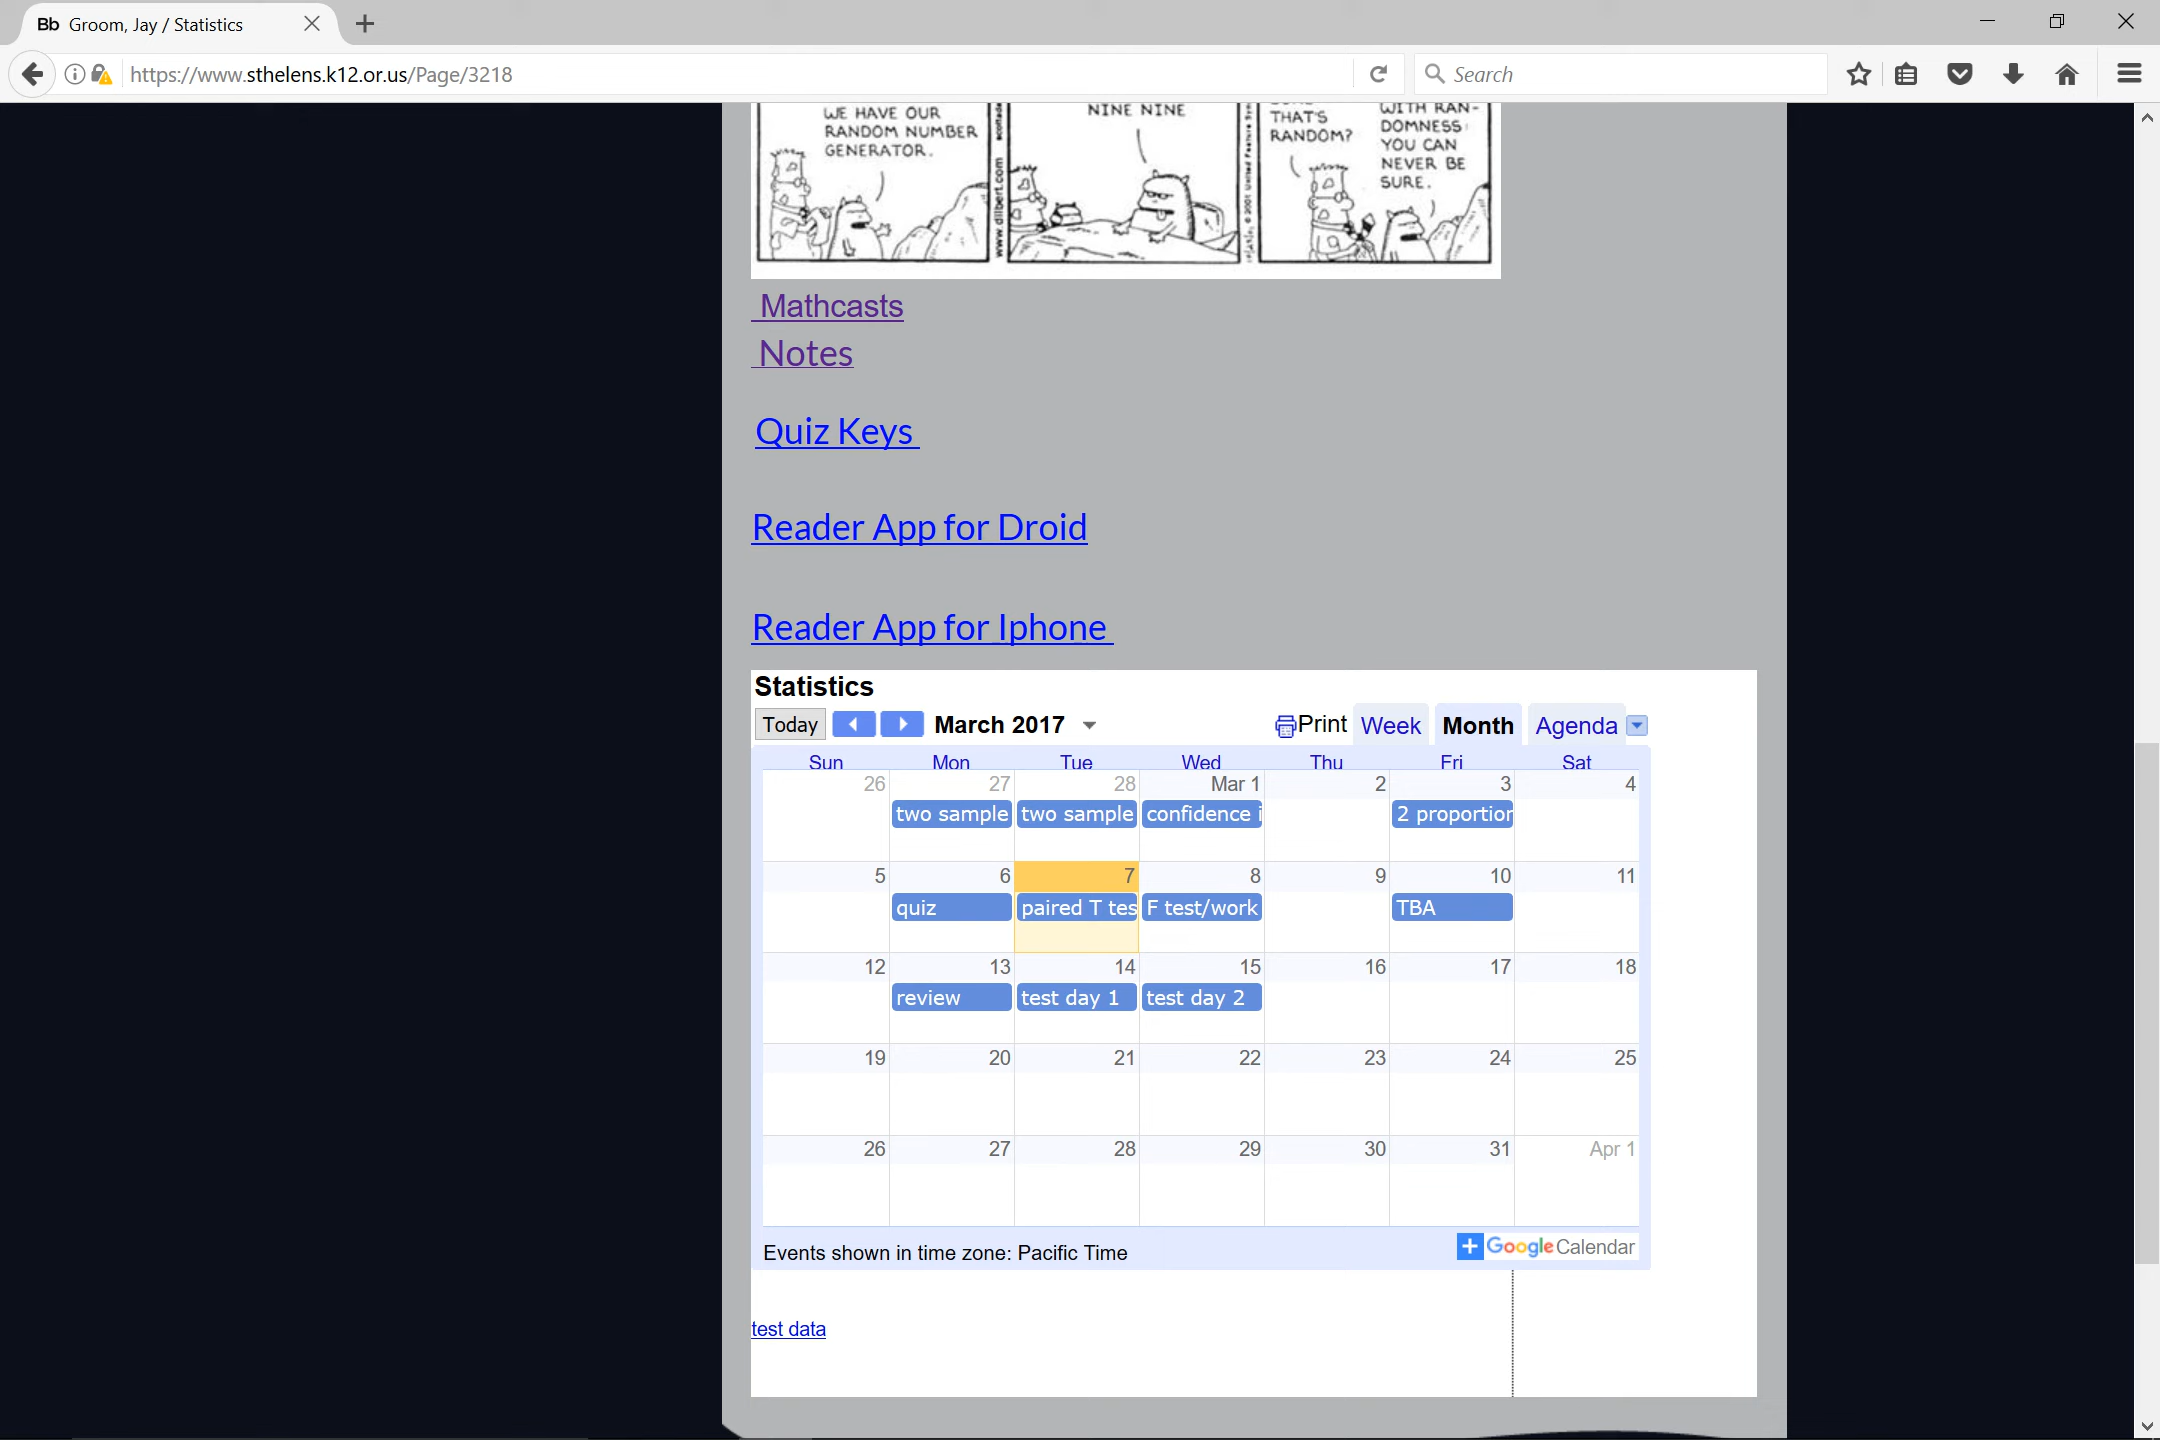 Bb Groom, Jay / Statistics
https://www.sthelens.k12.or.us/Page/3218
Search
WE HAVE OUR
RANDOM NUMBER
GENERATOR.
www.dilbert.com
NINE NINE
THAT'S
RANDOM?
WITH RAN-
DOMNESS:
YOU CAN
NEVER BE
SURE.
Mathcasts
Notes
Quiz Keys
Reader App for Droid
Reader App for Iphone
Statistics
Today
March 2017
Print
Week
Month
Agenda
Sun Mon Tue Wed Thu Fri Sat
26 27 28 Mar 1 2 3 4
two sample two sample confidence i 2 proportion
5 6 7 8 9 10 11
quiz paired T tes F test/work TBA
12 13 14 15 16 17 18
review test day 1 test day 2
19 20 21 22 23 24 25
26 27 28 29 30 31 Apr 1
Events shown in time zone: Pacific Time
+ Google Calendar
test data